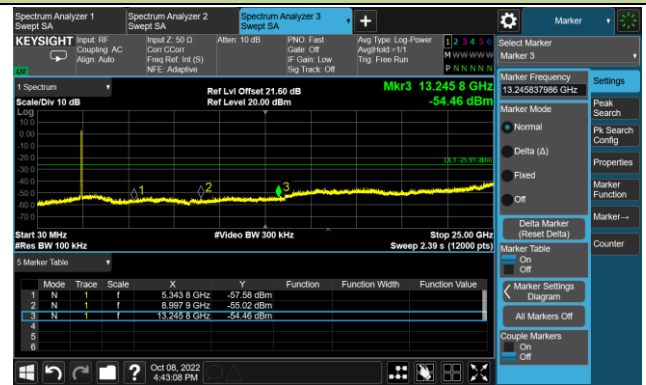 Spectrum Analyzer 1
Swept SA
Spectrum Analyzer 2
Swept SA
Spectrum Analyzer 3
Swept SA
KEYSIGHT
Input: RF
Coupling: AC
Align: Auto
Input Z: 50 Ω
Corr CCorr
Freq Ref: Int (S)
NFE: Adaptive
Atten: 10 dB
PNO: Fast
Gate: Off
IF Gain: Low
Sig Track: Off
Avg Type: Log-Power
Avg|Hold:>1/1
Trig: Free Run
1 2 3 4 5 6
M W W W W W
P N N N N N
1 Spectrum
Scale/Div 10 dB
Log
Ref Lvl Offset 21.60 dB
Ref Level 20.00 dBm
Mkr3 13.245 8 GHz
-54.46 dBm
10.0
0.00
-10.0
-20.0
-30.0
-40.0
-50.0
-60.0
-70.0
DL1 -25.91 dBm
1
2
3
Start 30 MHz
#Res BW 100 kHz
#Video BW 300 kHz
Stop 25.00 GHz
Sweep 2.39 s (12000 pts)
5 Marker Table
Mode Trace Scale X Y Function Function Width Function Value
1 N 1 f 5.343 8 GHz -57.58 dBm
2 N 1 f 8.997 9 GHz -55.02 dBm
3 N 1 f 13.245 8 GHz -54.46 dBm
4
5
6
?
Oct 08, 2022
4:43:08 PM
Marker
Select Marker
Marker 3
Marker Frequency
13.245837986 GHz
Marker Mode
Normal
Delta (Δ)
Fixed
Off
Delta Marker
(Reset Delta)
Marker Table
On
Off
Marker Settings
Diagram
All Markers Off
Couple Markers
On
Off
Settings
Peak
Search
Pk Search
Config
Properties
Marker
Function
Marker→
Counter